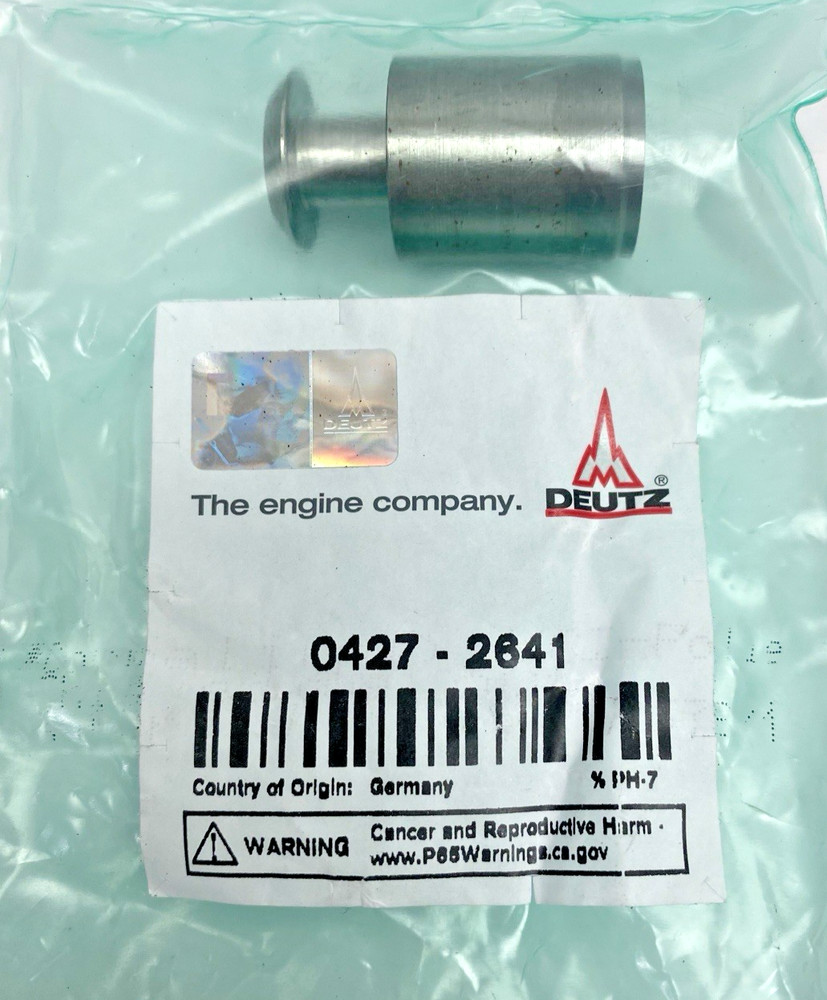 DEUTZ
The engine company.
DEUTZ®
0427 - 2641
Country of Origin: Germany
% PH-7
WARNING
Cancer and Reproductive Harm -
www.P65Warnings.ca.gov